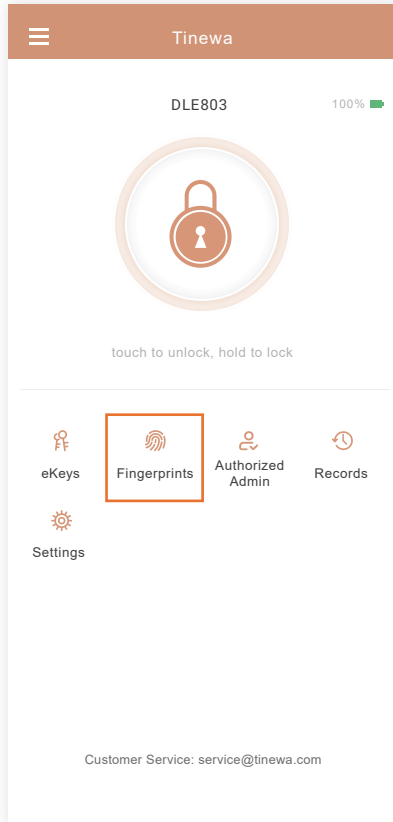 Tinewa
DLE803
100%
touch to unlock, hold to lock
eKeys
Fingerprints
Authorized
Admin
Records
Settings
Customer Service: service@tinewa.com